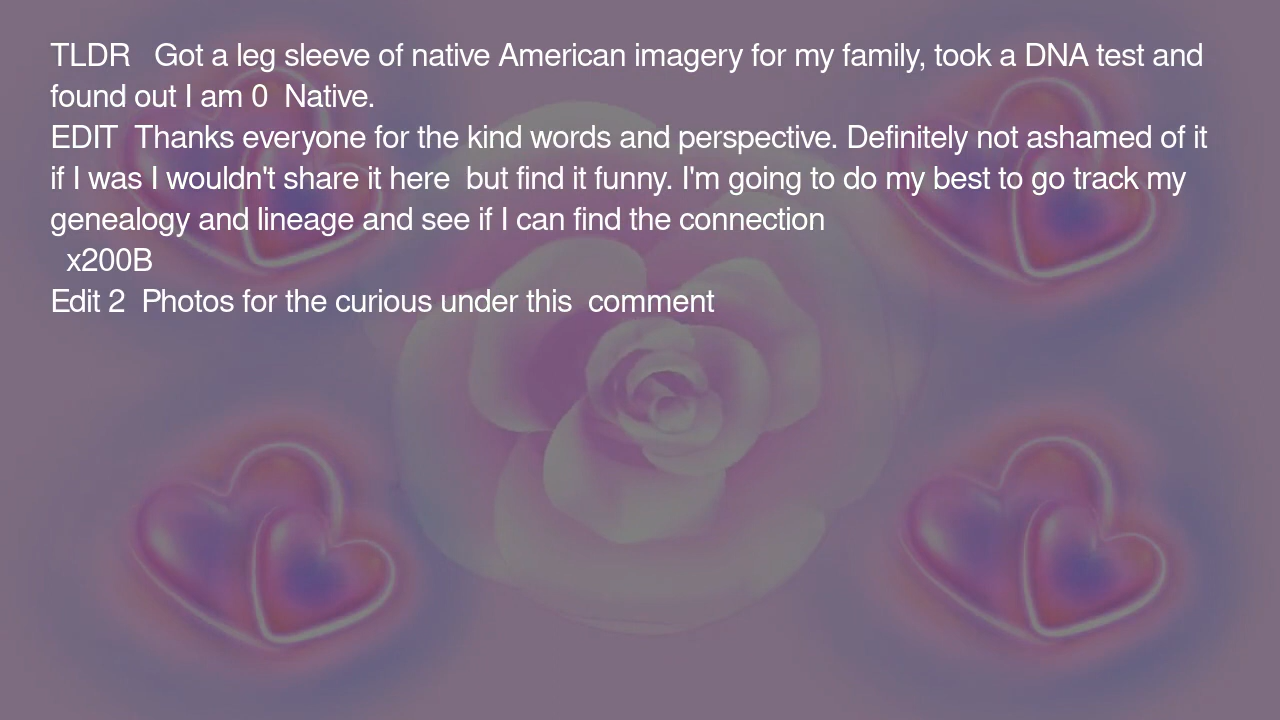 TLDR   Got a leg sleeve of native American imagery for my family, took a DNA test and
found out I am 0  Native.
EDIT  Thanks everyone for the kind words and perspective. Definitely not ashamed of it
if I was I wouldn't share it here  but find it funny. I'm going to do my best to go track my
genealogy and lineage and see if I can find the connection
x200B
Edit 2  Photos for the curious under this  comment